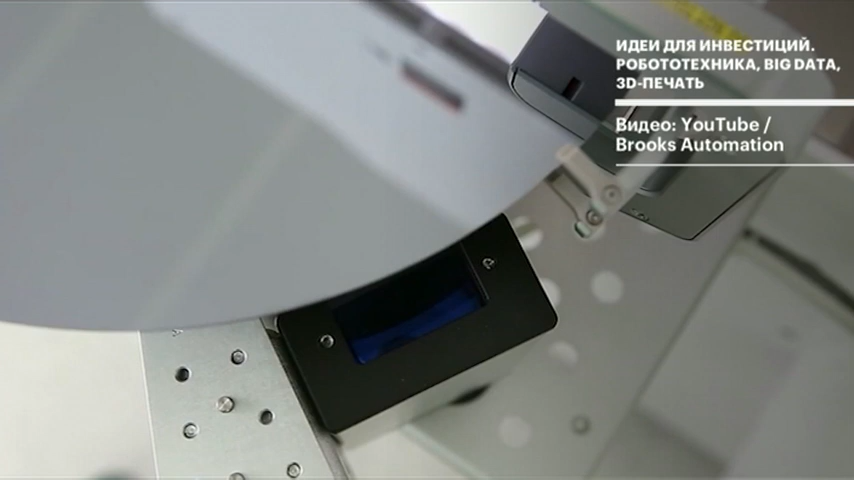 ИДЕИ ДЛЯ ИНВЕСТИЦИЙ.
РОБОТОТЕХНИКА, BIG DATA,
3D-ПЕЧАТЬ
Видео: YouTube /
Brooks Automation